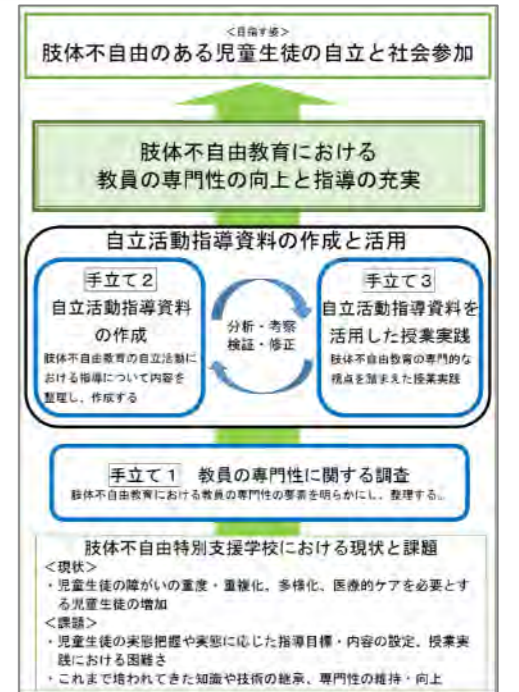 ＜目指す姿＞
肢体不自由のある児童生徒の自立と社会参加
肢体不自由教育における
教員の専門性の向上と指導の充実
自立活動指導資料の作成と活用
手立て２
自立活動指導資料
の作成
肢体不自由教育の自立活動に
おける指導について内容を
整理し、作成する
分析・考察
検証・修正
手立て３
自立活動指導資料を
活用した授業実践
肢体不自由教育の専門的な
視点を踏まえた授業実践
手立て１　教員の専門性に関する調査
肢体不自由教育における教員の専門性の要素を明らかにし、整理する。
肢体不自由特別支援学校における現状と課題
＜現状＞
・児童生徒の障がいの重度・重複化、多様化、医療的ケアを必要とす
る児童生徒の増加
＜課題＞
・児童生徒の実態把握や実態に応じた指導目標・内容の設定、授業実
践における困難さ
・これまで培われてきた知識や技術の継承、専門性の維持・向上